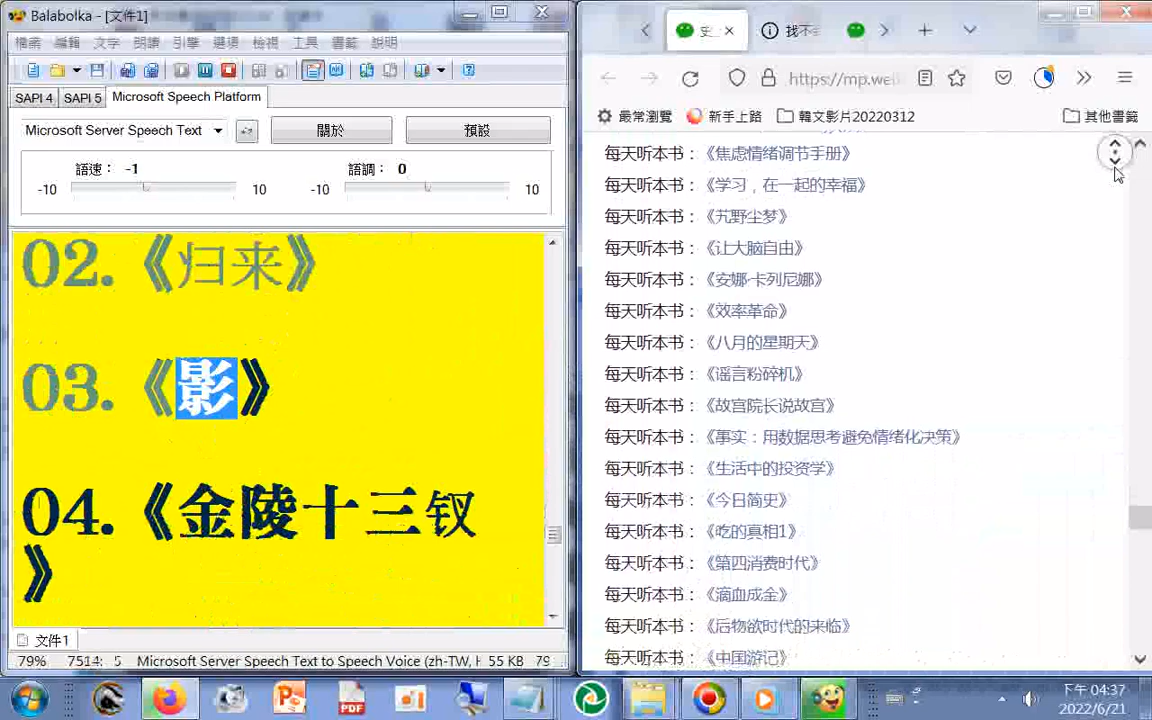 Balabolka - [文件1]
檔案 編輯 文字 朗讀 引擎 選項 檢視 工具 書籤 說明
SAPI 4 SAPI 5 Microsoft Speech Platform
Microsoft Server Speech Text 關於 預設
語速： -1 語調： 0
-10 10 -10 10
02. 《归来》
03. 《影》
04. 《金陵十三钗
》
文件1
79% 7514: 5 Microsoft Server Speech Text to Speech Voice (zh-TW, H 55 KB 79
https://mp.wei
最常瀏覽 新手上路 韓文影片20220312 其他書籤
每天听本书：《焦虑情绪调节手册》
每天听本书：《学习，在一起的幸福》
每天听本书：《艽野尘梦》
每天听本书：《让大脑自由》
每天听本书：《安娜·卡列尼娜》
每天听本书：《效率革命》
每天听本书：《八月的星期天》
每天听本书：《谣言粉碎机》
每天听本书：《故宫院长说故宫》
每天听本书：《事实：用数据思考避免情绪化决策》
每天听本书：《生活中的投资学》
每天听本书：《今日简史》
每天听本书：《吃的真相1》
每天听本书：《第四消费时代》
每天听本书：《滴血成金》
每天听本书：《后物欲时代的来临》
每天听本书：《中国游记》
PDF
下午 04:37
2022/6/21